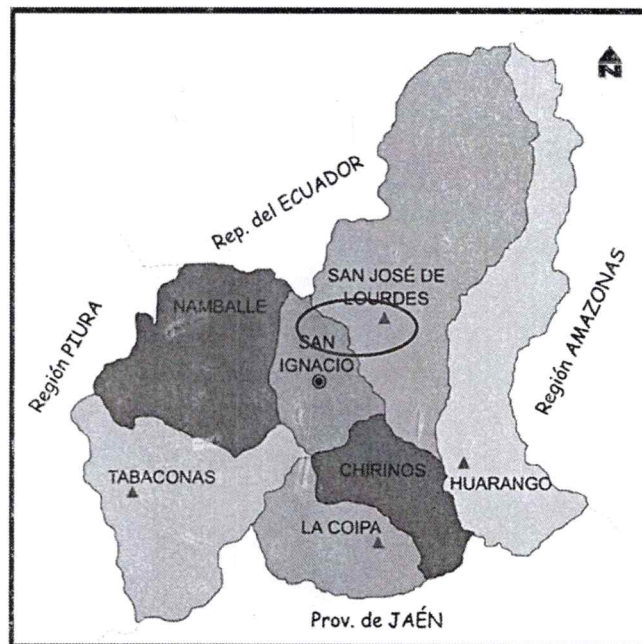 N
Rep. del ECUADOR
SAN JOSÉ DE
LOURDES
NAMBALLE
Región PIURA
Región AMAZONAS
SAN
IGNACIO
CHIRINOS
TABACONAS
HUARANGO
LA COIPA
Prov. de JAÉN